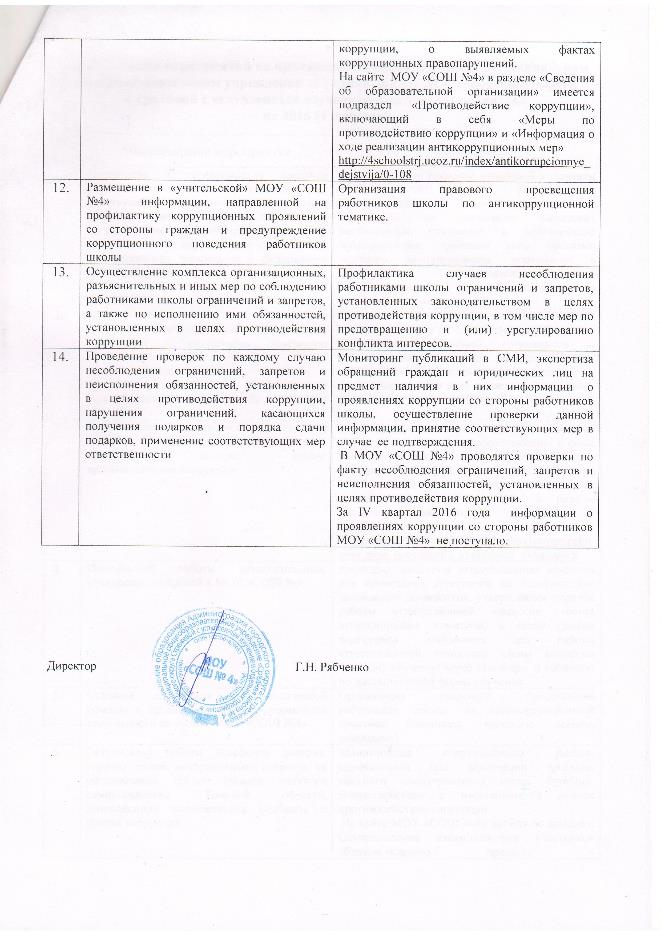 коррупции, о выявляемых фактах
коррупционных правонарушений.
На сайте МОУ «СОШ №4» в разделе «Сведения
об образовательной организации» имеется
подраздел «Противодействие коррупции»,
включающий в себя «Меры по
противодействию коррупции» и «Информация о
ходе реализации антикоррупционных мер»
http://4schoolstrj.ucoz.ru/index/antikorrupcionnye_
dejstvija/0-108
12.
Размещение в «учительской» МОУ «СОШ
№4» информации, направленной на
профилактику коррупционных проявлений
со стороны граждан и предупреждение
коррупционного поведения работников
школы
Организация правового просвещения
работников школы по антикоррупционной
тематике.
13.
Осуществление комплекса организационных,
разъяснительных и иных мер по соблюдению
работниками школы ограничений и запретов,
а также по исполнению ими обязанностей,
установленных в целях противодействия
коррупции
Профилактика случаев несоблюдения
работниками школы ограничений и запретов,
установленных законодательством в целях
противодействия коррупции, в том числе мер по
предотвращению и (или) урегулированию
конфликта интересов.
14.
Проведение проверок по каждому случаю
несоблюдения ограничений, запретов и
неисполнения обязанностей, установленных
в целях противодействия коррупции,
нарушения ограничений, касающихся
получения подарков и порядка сдачи
подарков, применение соответствующих мер
ответственности
Мониторинг публикаций в СМИ, экспертиза
обращений граждан и юридических лиц на
предмет наличия в них информации о
проявлениях коррупции со стороны работников
школы, осуществление проверки данной
информации, принятие соответствующих мер в
случае ее подтверждения.
В МОУ «СОШ №4» проводятся проверки по
факту несоблюдения ограничений, запретов и
неисполнения обязанностей, установленных в
целях противодействия коррупции.
За IV квартал 2016 года информации о
проявлениях коррупции со стороны работников
МОУ «СОШ №4» не поступало.
Директор
МОУ
«СОШ № 4»
Г.Н. Рябченко